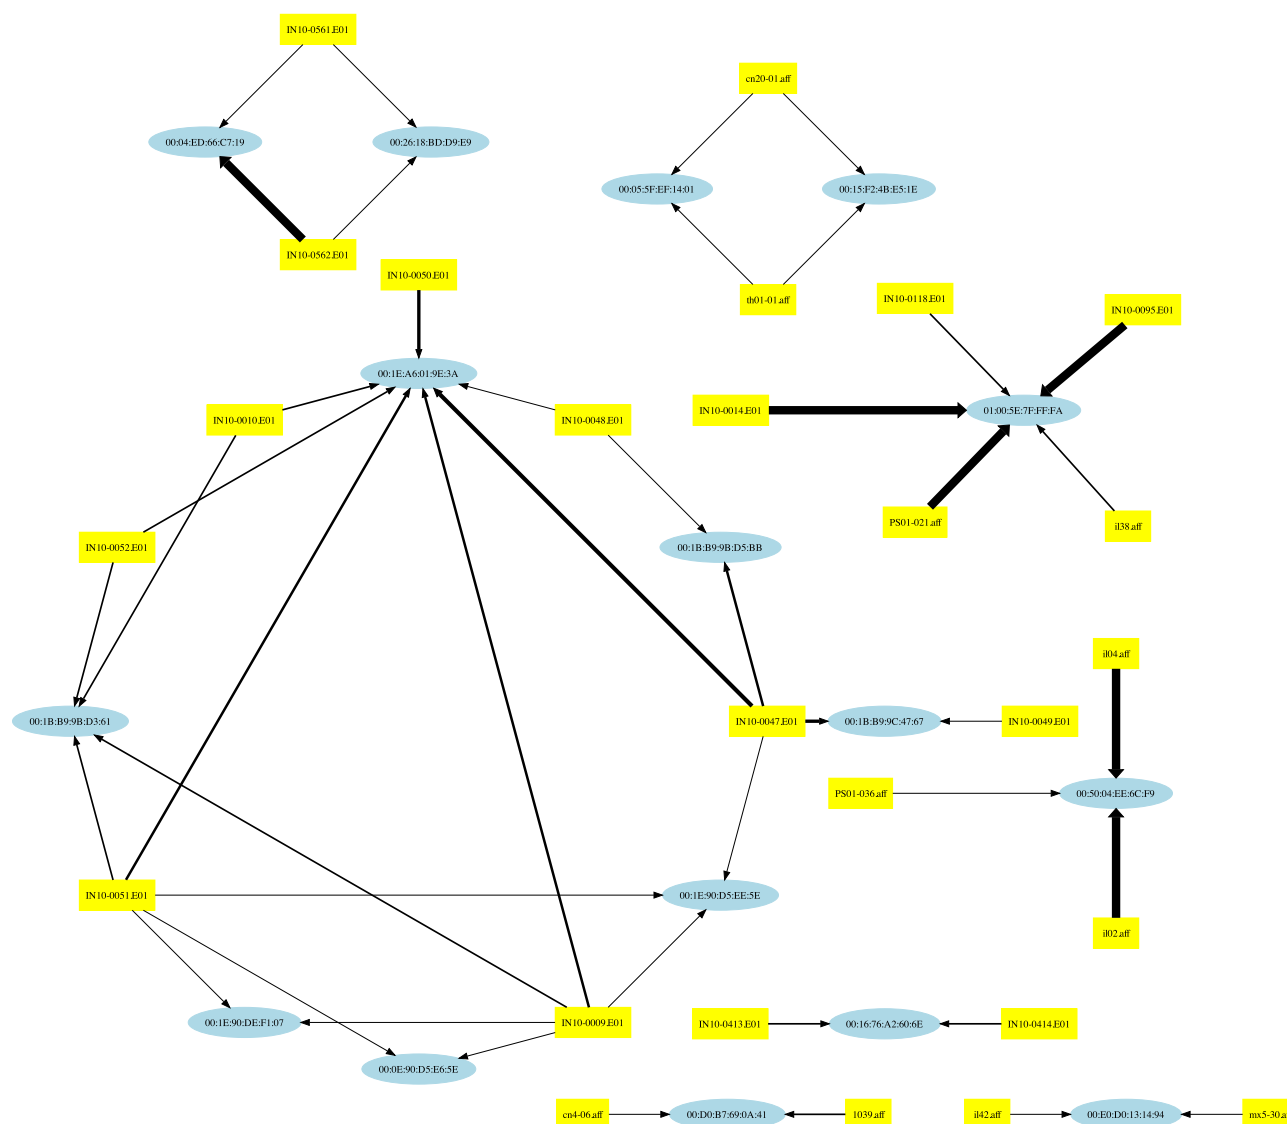 IN10-0561.E01
cn20-01.aff
00:04:ED:66:C7:19
00:26:18:BD:D9:E9
00:05:5F:EF:14:01
00:15:F2:4B:E5:1E
IN10-0562.E01
IN10-0050.E01
th01-01.aff
IN10-0118.E01
IN10-0095.E01
00:1E:A6:01:9E:3A
IN10-0010.E01
IN10-0048.E01
IN10-0014.E01
01:00:5E:7F:FF:FA
PS01-021.aff
il38.aff
IN10-0052.E01
00:1B:B9:9B:D5:BB
il04.aff
00:1B:B9:9B:D3:61
IN10-0047.E01
00:1B:B9:9C:47:67
IN10-0049.E01
PS01-036.aff
00:50:04:EE:6C:F9
IN10-0051.E01
00:1E:90:D5:EE:5E
il02.aff
00:1E:90:DE:F1:07
IN10-0009.E01
IN10-0413.E01
00:16:76:A2:60:6E
IN10-0414.E01
00:0E:90:D5:E6:5E
cn4-06.aff
00:D0:B7:69:0A:41
1039.aff
il42.aff
00:E0:D0:13:14:94
mx5-30.a